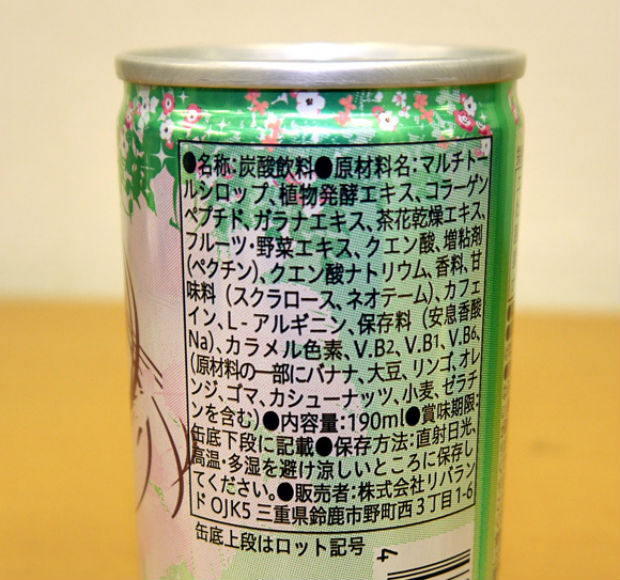 ●名称:炭酸飲料●原材料名:マルチトー
ルシロップ、植物発酵エキス、コラーゲン
ペプチド、ガラナエキス、茶花乾燥エキス、
フルーツ・野菜エキス、クエン酸、増粘剤
(ペクチン)、クエン酸ナトリウム、香料、甘
味料(スクラロース、ネオテーム)、カフェ
イン、L-アルギニン、保存料(安息香酸
Na)、カラメル色素、V.B2、V.B1、V.B6、
(原材料の一部にバナナ、大豆、リンゴ、オレ
ンジ、ゴマ、カシューナッツ、小麦、ゼラチ
ンを含む)●内容量:190ml●賞味期限:
缶底下段に記載●保存方法:直射日光、
高温・多湿を避け涼しいところに保存し
てください。●販売者:株式会社リバラン
ド OJK5 三重県鈴鹿市野町西3丁目1-6
缶底上段はロット記号
4